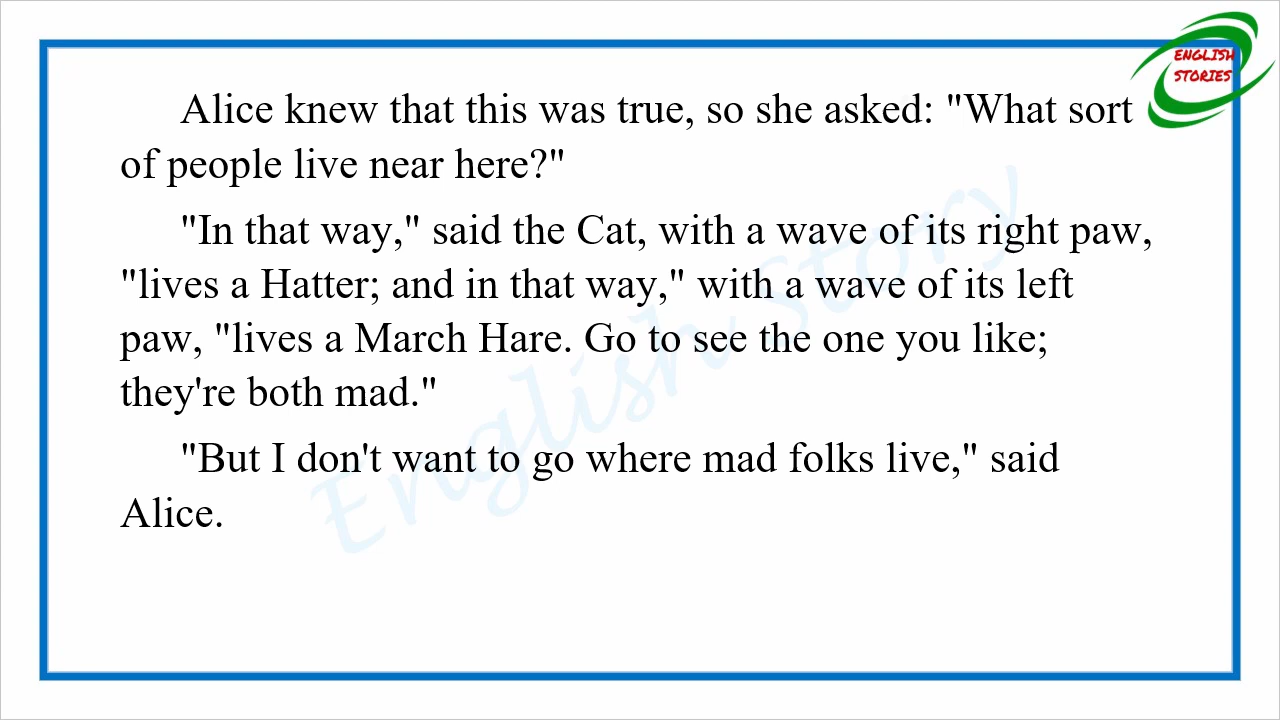 ENGLISH
STORIES
Alice knew that this was true, so she asked: "What sort
of people live near here?"
"In that way," said the Cat, with a wave of its right paw,
"lives a Hatter; and in that way," with a wave of its left
paw, "lives a March Hare. Go to see the one you like;
they're both mad."
"But I don't want to go where mad folks live," said
Alice.
English Story